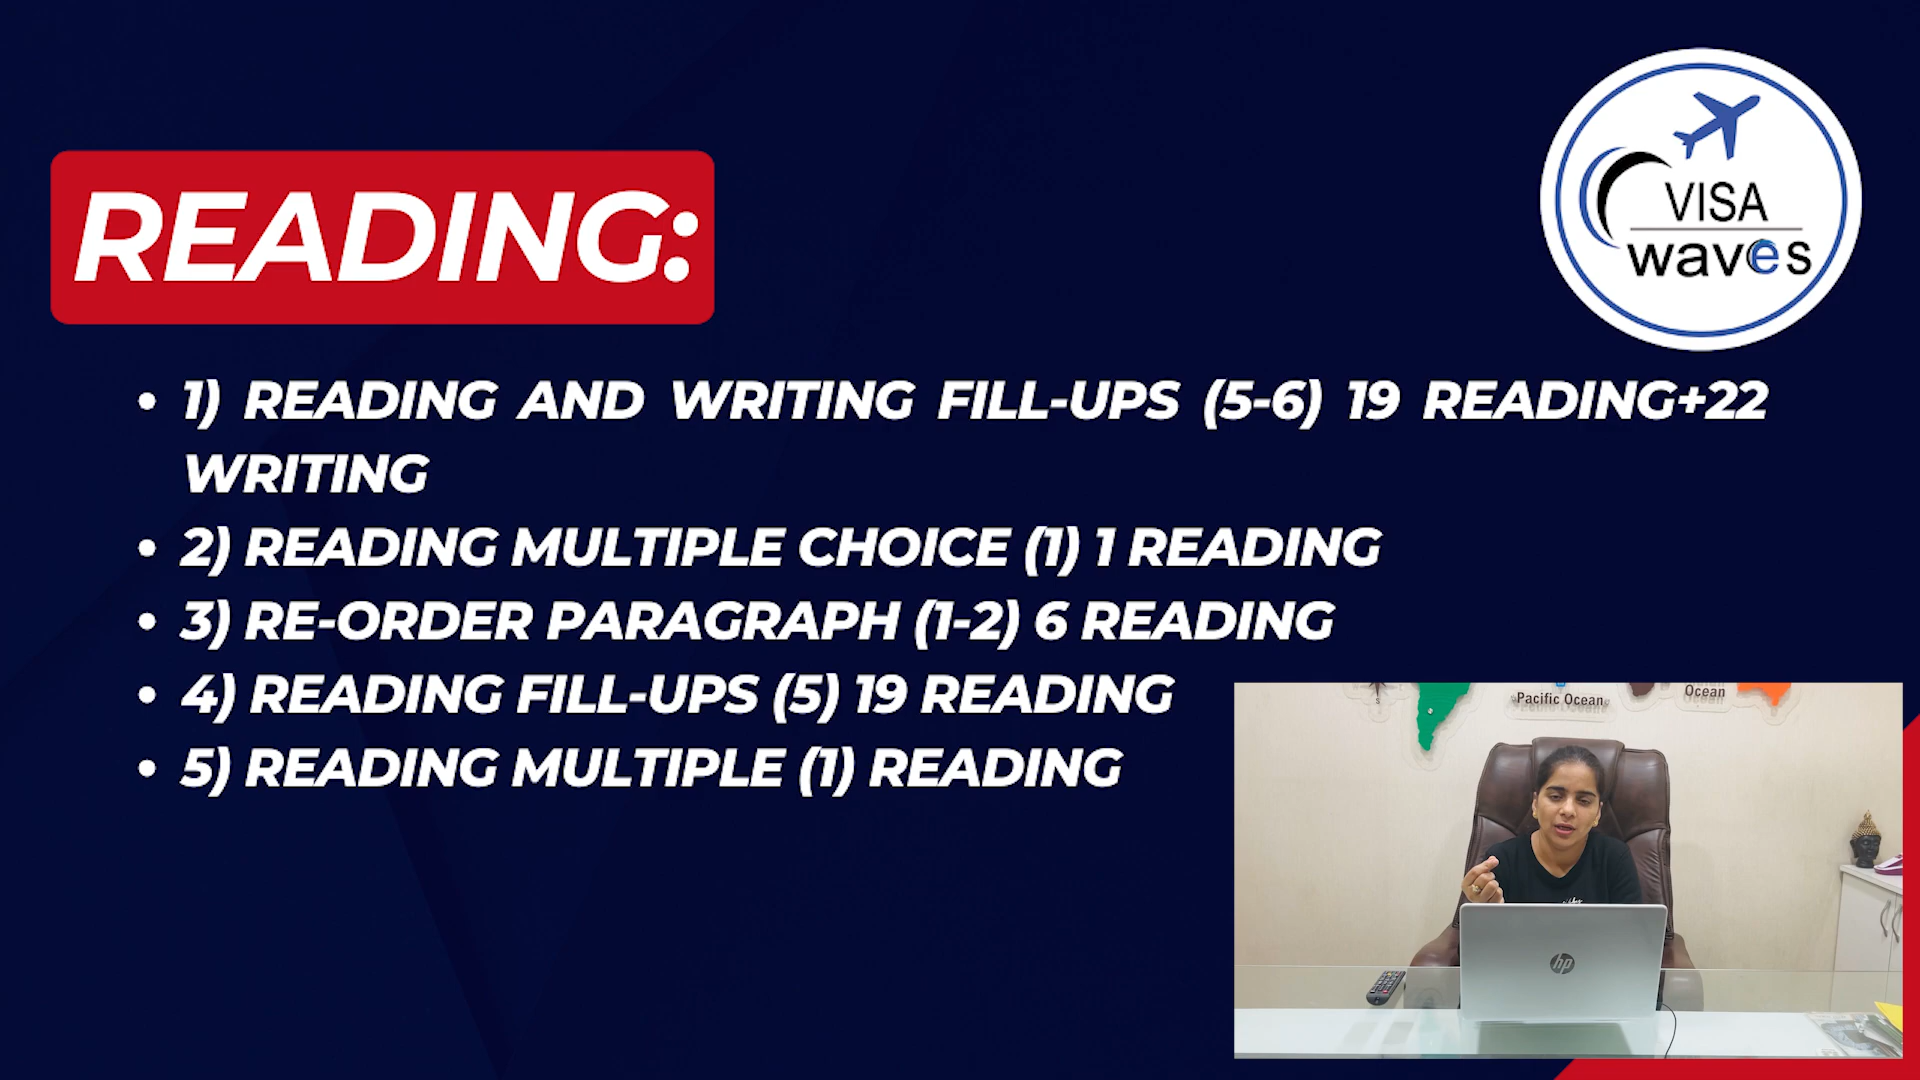 READING:
VISA
waves
• 1) READING AND WRITING FILL-UPS (5-6) 19 READING+22
WRITING
• 2) READING MULTIPLE CHOICE (1) 1 READING
• 3) RE-ORDER PARAGRAPH (1-2) 6 READING
• 4) READING FILL-UPS (5) 19 READING
• 5) READING MULTIPLE (1) READING
Pacific Ocean
Ocean
S
hp